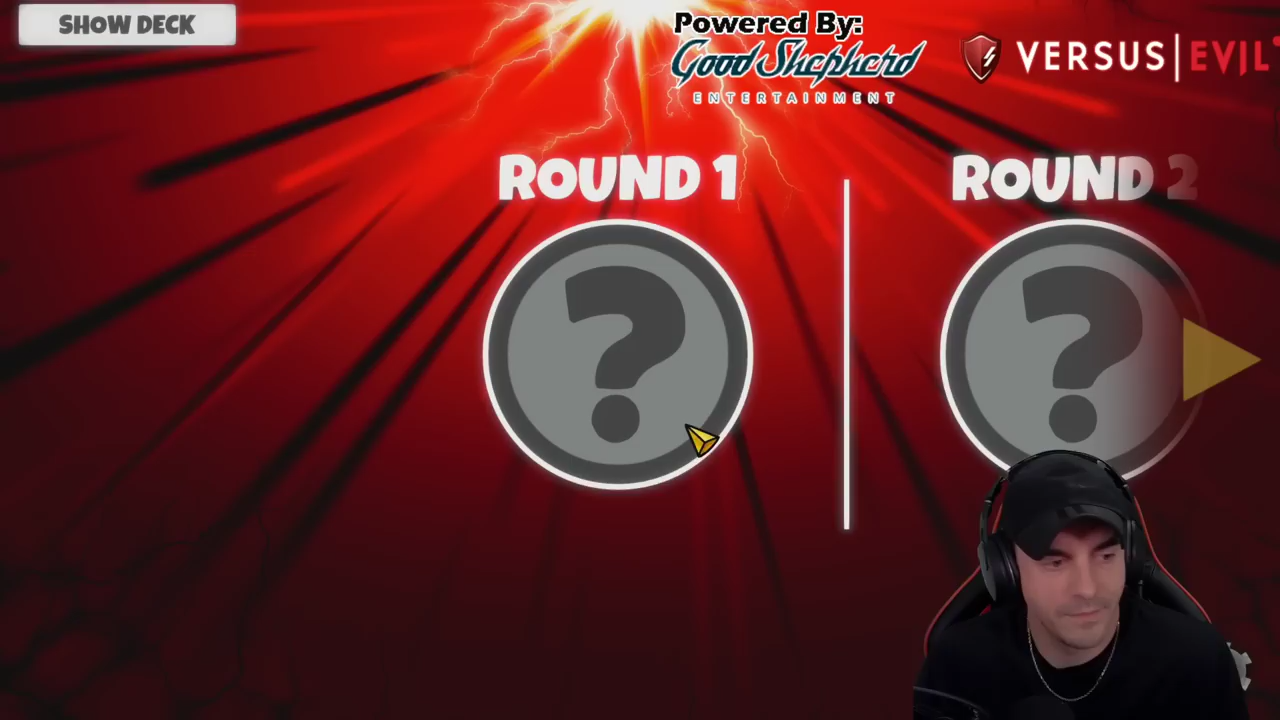 SHOW DECK
Powered By:
Good Shepherd
ENTERTAINMENT
VERSUS|EVIL
ROUND 1
ROUND 2